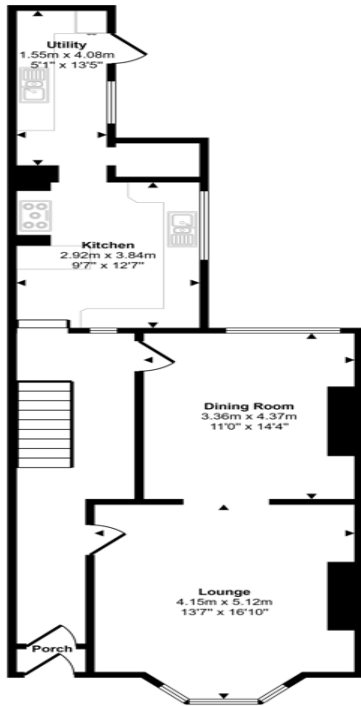 Utility
1.55m x 4.08m
5'1" x 13'5"
Kitchen
2.92m x 3.84m
9'7" x 12'7"
Dining Room
3.36m x 4.37m
11'0" x 14'4"
Lounge
4.15m x 5.12m
13'7" x 16'10"
Porch